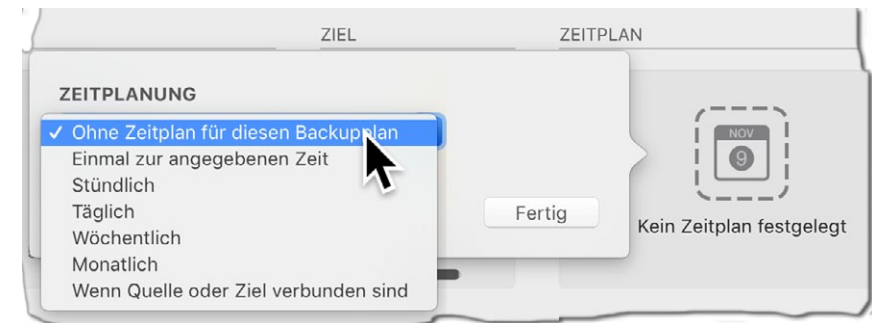 ZIEL
ZEITPLAN
ZEITPLANUNG
✓ Ohne Zeitplan für diesen Backupplan
Einmal zur angegebenen Zeit
Stündlich
Täglich
Wöchentlich
Monatlich
Wenn Quelle oder Ziel verbunden sind
Fertig
NOV
9
Kein Zeitplan festgelegt